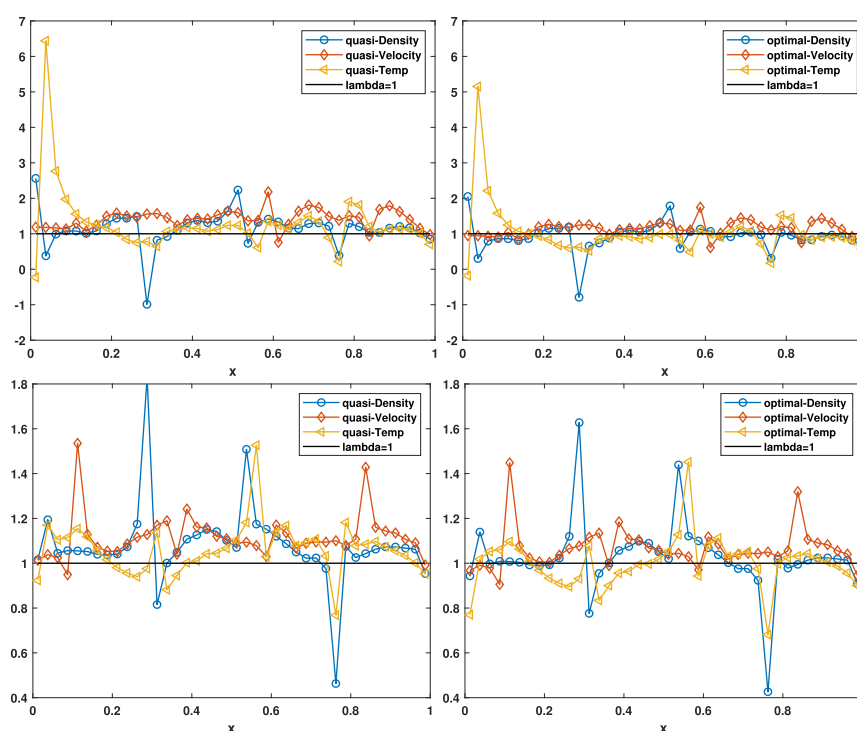 7
6
5
4
3
2
1
0
-1
-2
0
0.2
0.4
0.6
0.8
1
x
quasi-Density
quasi-Velocity
quasi-Temp
lambda=1
7
6
5
4
3
2
1
0
-1
-2
0
0.2
0.4
0.6
0.8
x
optimal-Density
optimal-Velocity
optimal-Temp
lambda=1
1.8
1.6
1.4
1.2
1
0.8
0.6
0.4
0
0.2
0.4
0.6
0.8
1
x
quasi-Density
quasi-Velocity
quasi-Temp
lambda=1
1.8
1.6
1.4
1.2
1
0.8
0.6
0.4
0
0.2
0.4
0.6
0.8
x
optimal-Density
optimal-Velocity
optimal-Temp
lambda=1